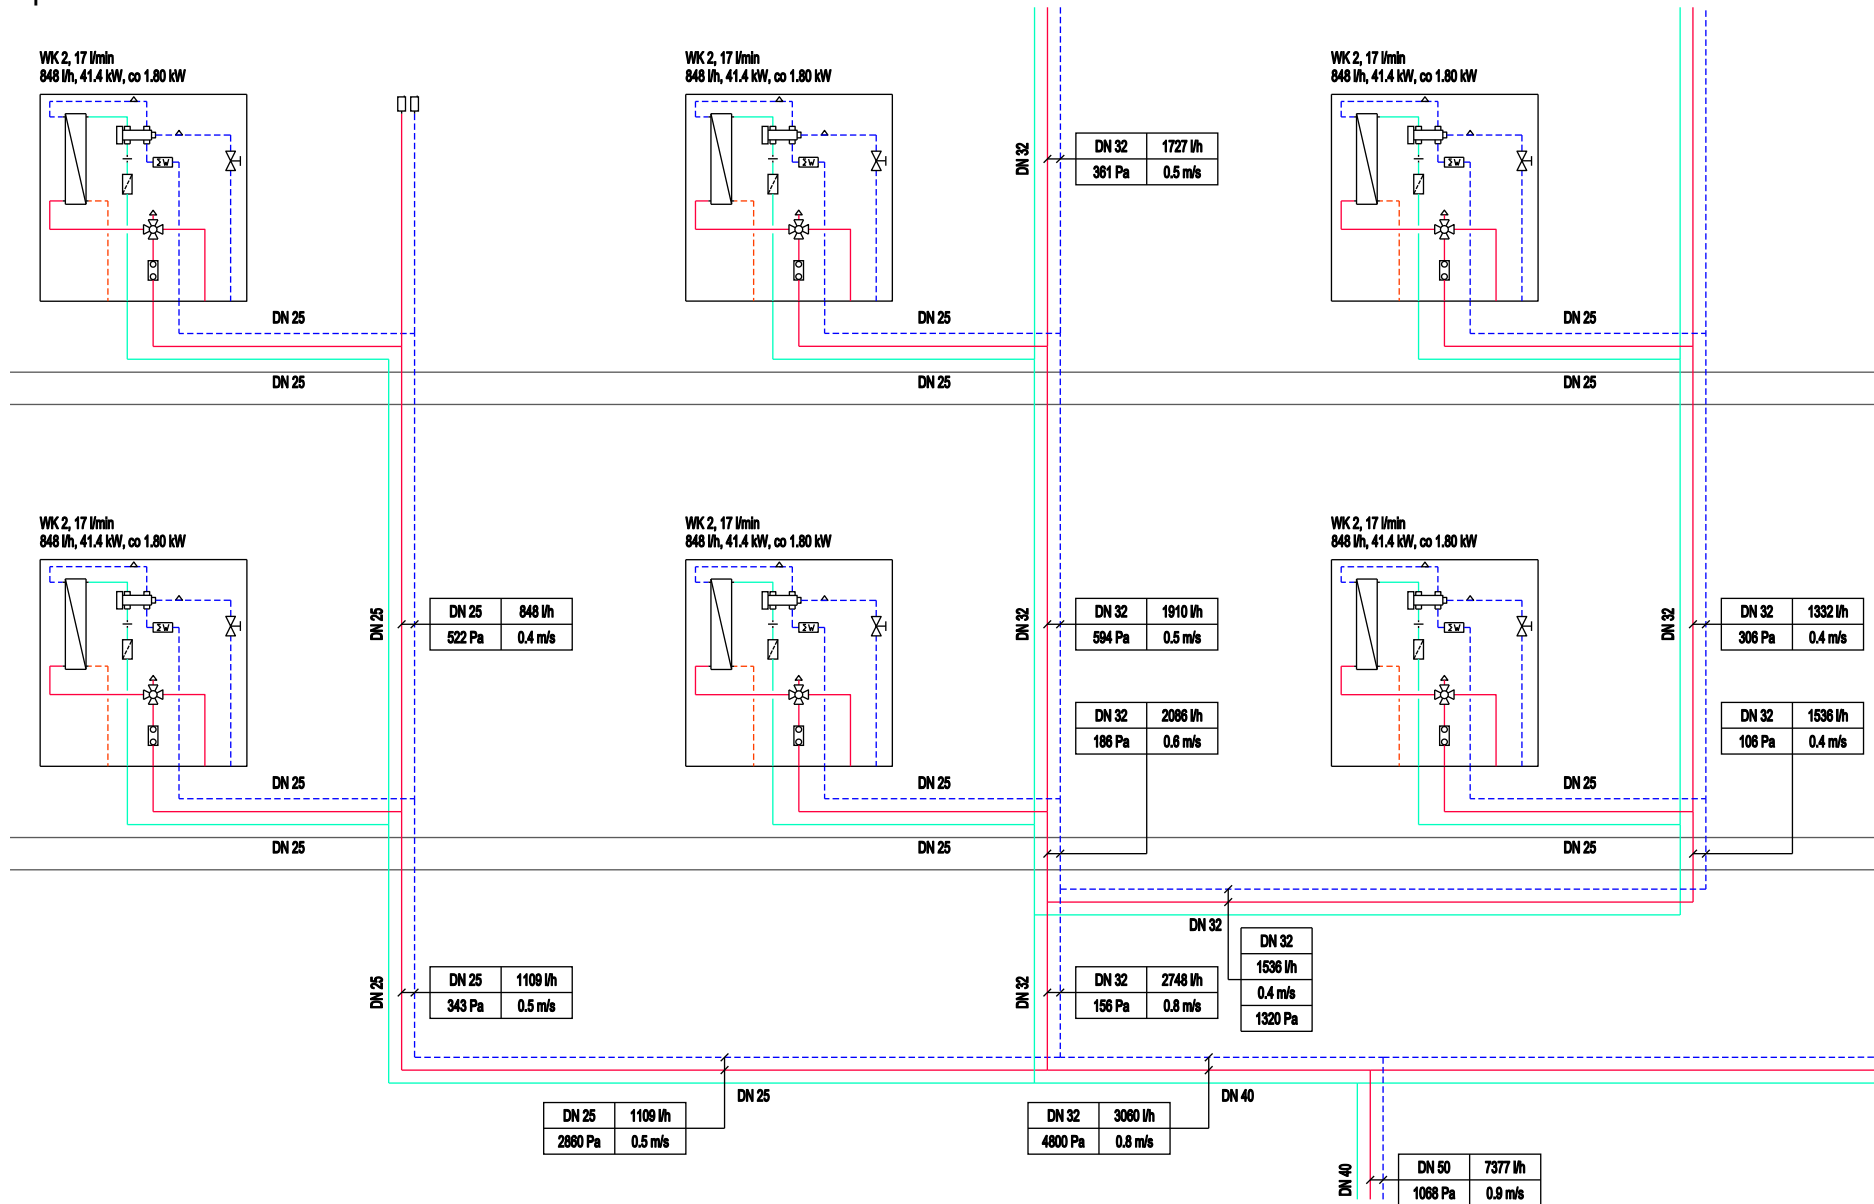 WK 2, 17 l/min
848 l/h, 41.4 kW, co 1.80 kW
WK 2, 17 l/min
848 l/h, 41.4 kW, co 1.80 kW
WK 2, 17 l/min
848 l/h, 41.4 kW, co 1.80 kW
ΣW
ΣW
ΣW
DN 32
DN 32 1727 l/h
361 Pa 0.5 m/s
DN 25
DN 25
DN 25
DN 25
DN 25
DN 25
WK 2, 17 l/min
848 l/h, 41.4 kW, co 1.80 kW
WK 2, 17 l/min
848 l/h, 41.4 kW, co 1.80 kW
WK 2, 17 l/min
848 l/h, 41.4 kW, co 1.80 kW
ΣW
ΣW
ΣW
DN 25
DN 25 848 l/h
522 Pa 0.4 m/s
DN 32
DN 32 1910 l/h
594 Pa 0.5 m/s
DN 32
DN 32 1332 l/h
306 Pa 0.4 m/s
DN 32 2086 l/h
186 Pa 0.6 m/s
DN 32 1536 l/h
106 Pa 0.4 m/s
DN 25
DN 25
DN 25
DN 25
DN 25
DN 25
DN 32
DN 32
1536 l/h
0.4 m/s
1320 Pa
DN 25
DN 25 1109 l/h
343 Pa 0.5 m/s
DN 32
DN 32 2748 l/h
156 Pa 0.8 m/s
DN 25
DN 40
DN 25 1109 l/h
2860 Pa 0.5 m/s
DN 32 3060 l/h
4800 Pa 0.8 m/s
DN 40
DN 50 7377 l/h
1068 Pa 0.9 m/s